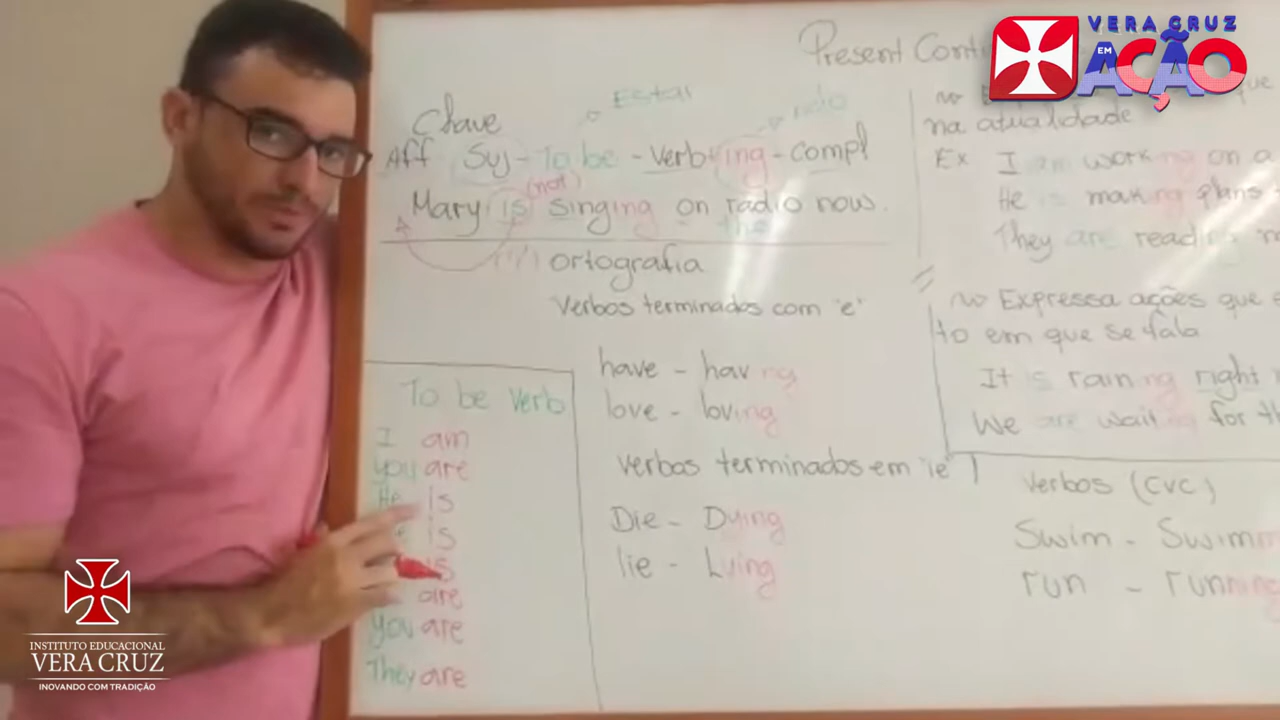 VERA CRUZ
EM
AÇÃO
Present Cont
Estar
Chave
Aff Suj - To be - Verb ing - Compl
(not)
Mary is singing on radio now.
the
ortografia
Verbos terminados com "e"
have - having
love - loving
verbos terminados em "ie"
Die - Dying
lie - Lying
To be Verb
I am
you are
He is
is
is
are
you are
They are
que
na atualidade
Ex I am working on a
He is making plans
They are reading
Expressa ações que
to em que se fala
It is raining right
We are waiting for th
Verbos (CVC)
Swim - Swimm
run - running
INSTITUTO EDUCACIONAL
VERA CRUZ
INOVANDO COM TRADIÇÃO